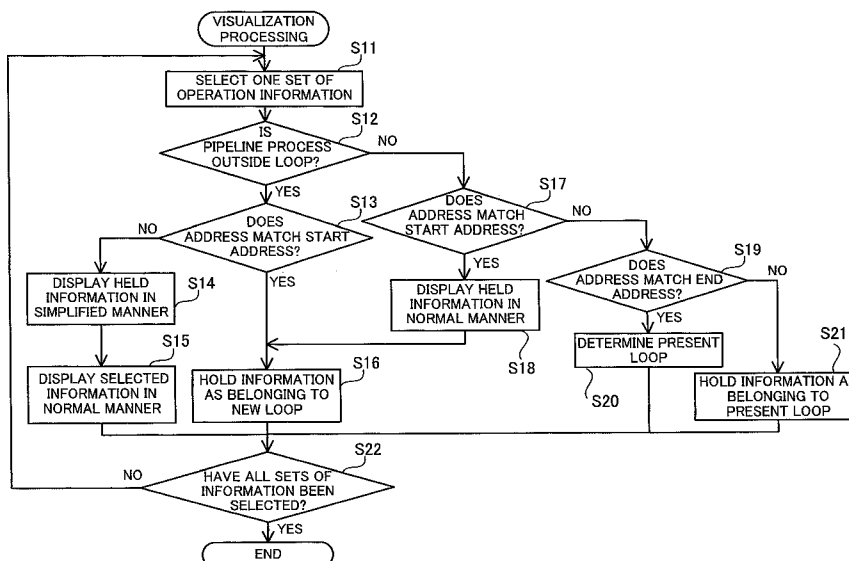 VISUALIZATION
PROCESSING
S11
SELECT ONE SET OF
OPERATION INFORMATION
S12
IS
PIPELINE PROCESS
OUTSIDE LOOP?
NO
YES
S13
NO
DOES
ADDRESS MATCH START
ADDRESS?
YES
S17
DOES
ADDRESS MATCH
START ADDRESS?
NO
YES
S19
DOES
ADDRESS MATCH END
ADDRESS?
NO
YES
DISPLAY HELD
INFORMATION IN
SIMPLIFIED MANNER
S14
DISPLAY HELD
INFORMATION IN
NORMAL MANNER
S18
S15
DISPLAY SELECTED
INFORMATION IN
NORMAL MANNER
S16
HOLD INFORMATION
AS BELONGING TO
NEW LOOP
DETERMINE PRESENT
LOOP
S20
S21
HOLD INFORMATION AS
BELONGING TO
PRESENT LOOP
S22
NO
HAVE ALL SETS OF
INFORMATION BEEN
SELECTED?
YES
END